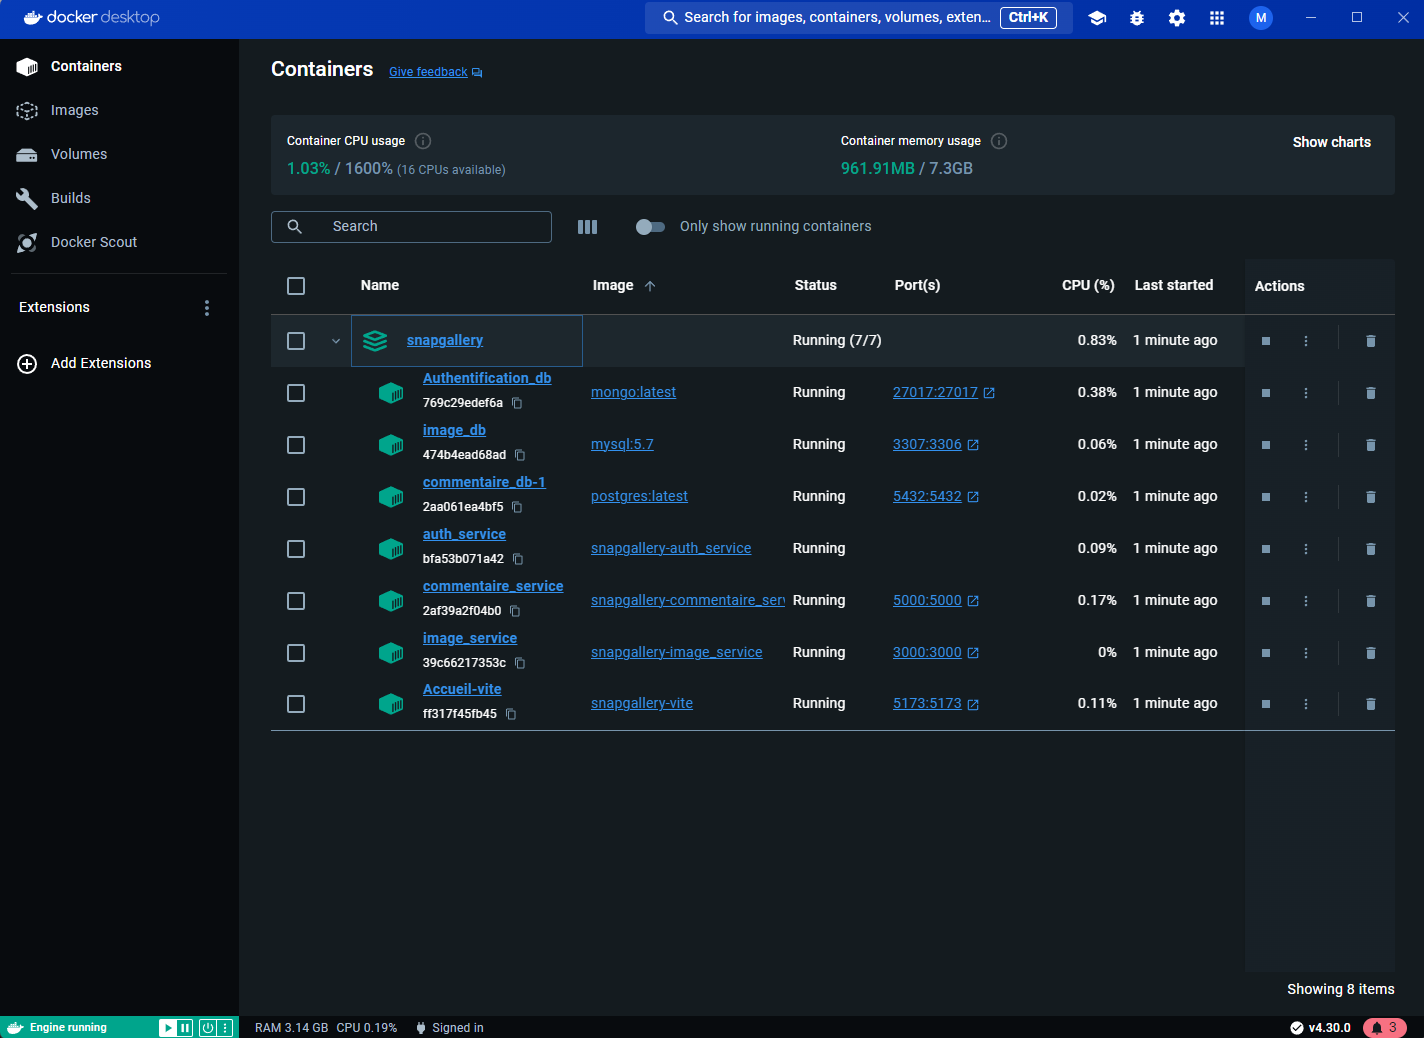 docker desktop
Search for images, containers, volumes, exten... Ctrl+K
M
Containers
Images
Volumes
Builds
Docker Scout
Extensions
Add Extensions
Containers Give feedback
Container CPU usage
1.03% / 1600% (16 CPUs available)
Container memory usage
961.91MB / 7.3GB
Show charts
Search
Only show running containers
Name Image Status Port(s) CPU (%) Last started Actions
snapgallery Running (7/7) 0.83% 1 minute ago
Authentification_db
769c29edef6a
mongo:latest Running 27017:27017 0.38% 1 minute ago
image_db
474b4ead68ad
mysql:5.7 Running 3307:3306 0.06% 1 minute ago
commentaire_db-1
2aa061ea4bf5
postgres:latest Running 5432:5432 0.02% 1 minute ago
auth_service
bfa53b071a42
snapgallery-auth_service Running 0.09% 1 minute ago
commentaire_service
2af39a2f04b0
snapgallery-commentaire_serv Running 5000:5000 0.17% 1 minute ago
image_service
39c66217353c
snapgallery-image_service Running 3000:3000 0% 1 minute ago
Accueil-vite
ff317f45fb45
snapgallery-vite Running 5173:5173 0.11% 1 minute ago
Showing 8 items
Engine running
RAM 3.14 GB CPU 0.19% Signed in
v4.30.0
3